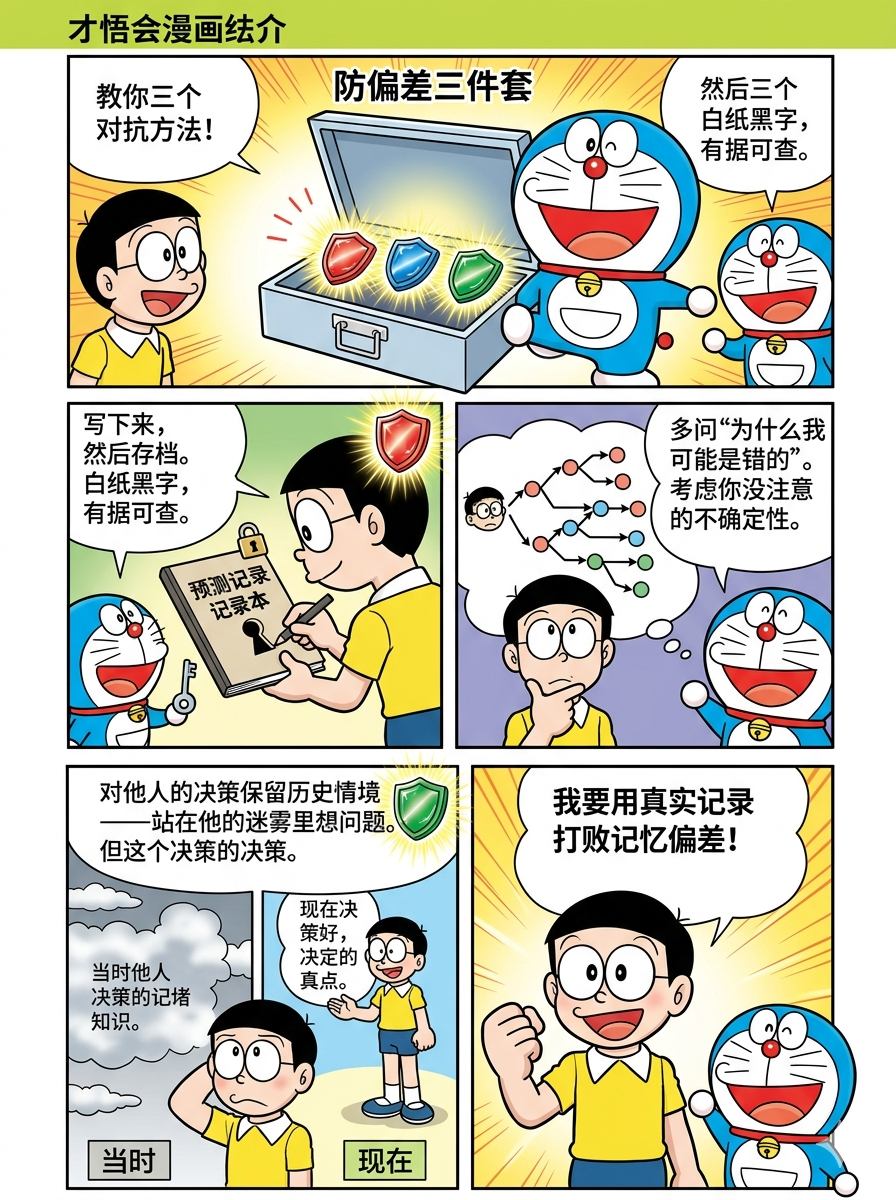 才悟会漫画结介
教你三个
对抗方法！
防偏差三件套
然后三个
白纸黑字，
有据可查。
写下来，
然后存档。
白纸黑字，
有据可查。
预测记录
记录本
多问“为什么我
可能是错的”。
考虑你没注意
的不确定性。
对他人的决策保留历史情境
——站在他的迷雾里想问题。
但这个决策的决策。
当时他人
决策的记堵
知识。
现在决
策好，
决定的
真点。
当时
现在
我要用真实记录
打败记忆偏差！